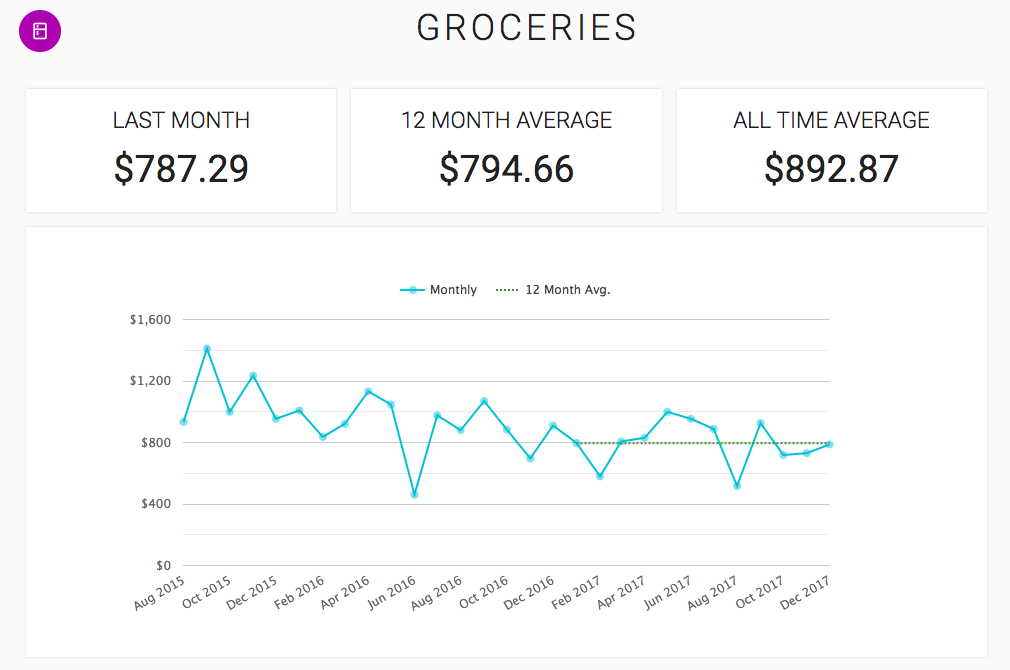 GROCERIES
LAST MONTH
$787.29
12 MONTH AVERAGE
$794.66
ALL TIME AVERAGE
$892.87
Monthly 12 Month Avg.
$1,600
$1,200
$800
$400
$0
Aug 2015 Oct 2015 Dec 2015 Feb 2016 Apr 2016 Jun 2016 Aug 2016 Oct 2016 Dec 2016 Feb 2017 Apr 2017 Jun 2017 Aug 2017 Oct 2017 Dec 2017